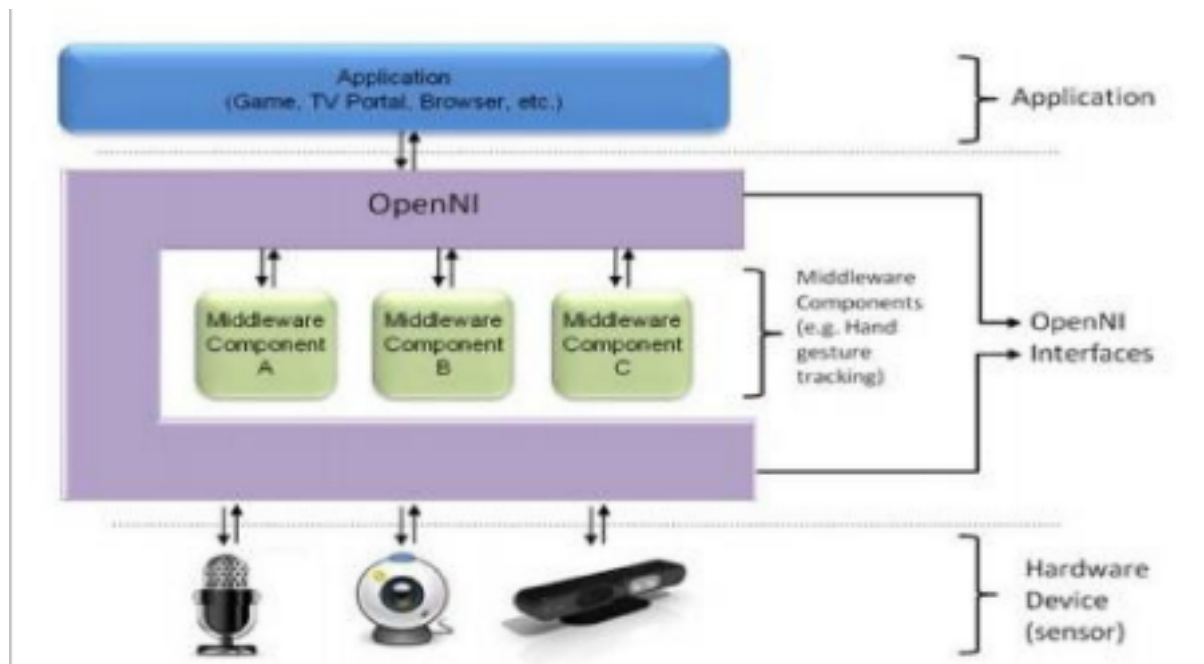 Application
(Game, TV Portal, Browser, etc.)
Application
OpenNI
Middleware
Component
A
Middleware
Component
B
Middleware
Component
C
Middleware
Components
(e.g. Hand
gesture
tracking)
OpenNI
Interfaces
Hardware
Device
(sensor)